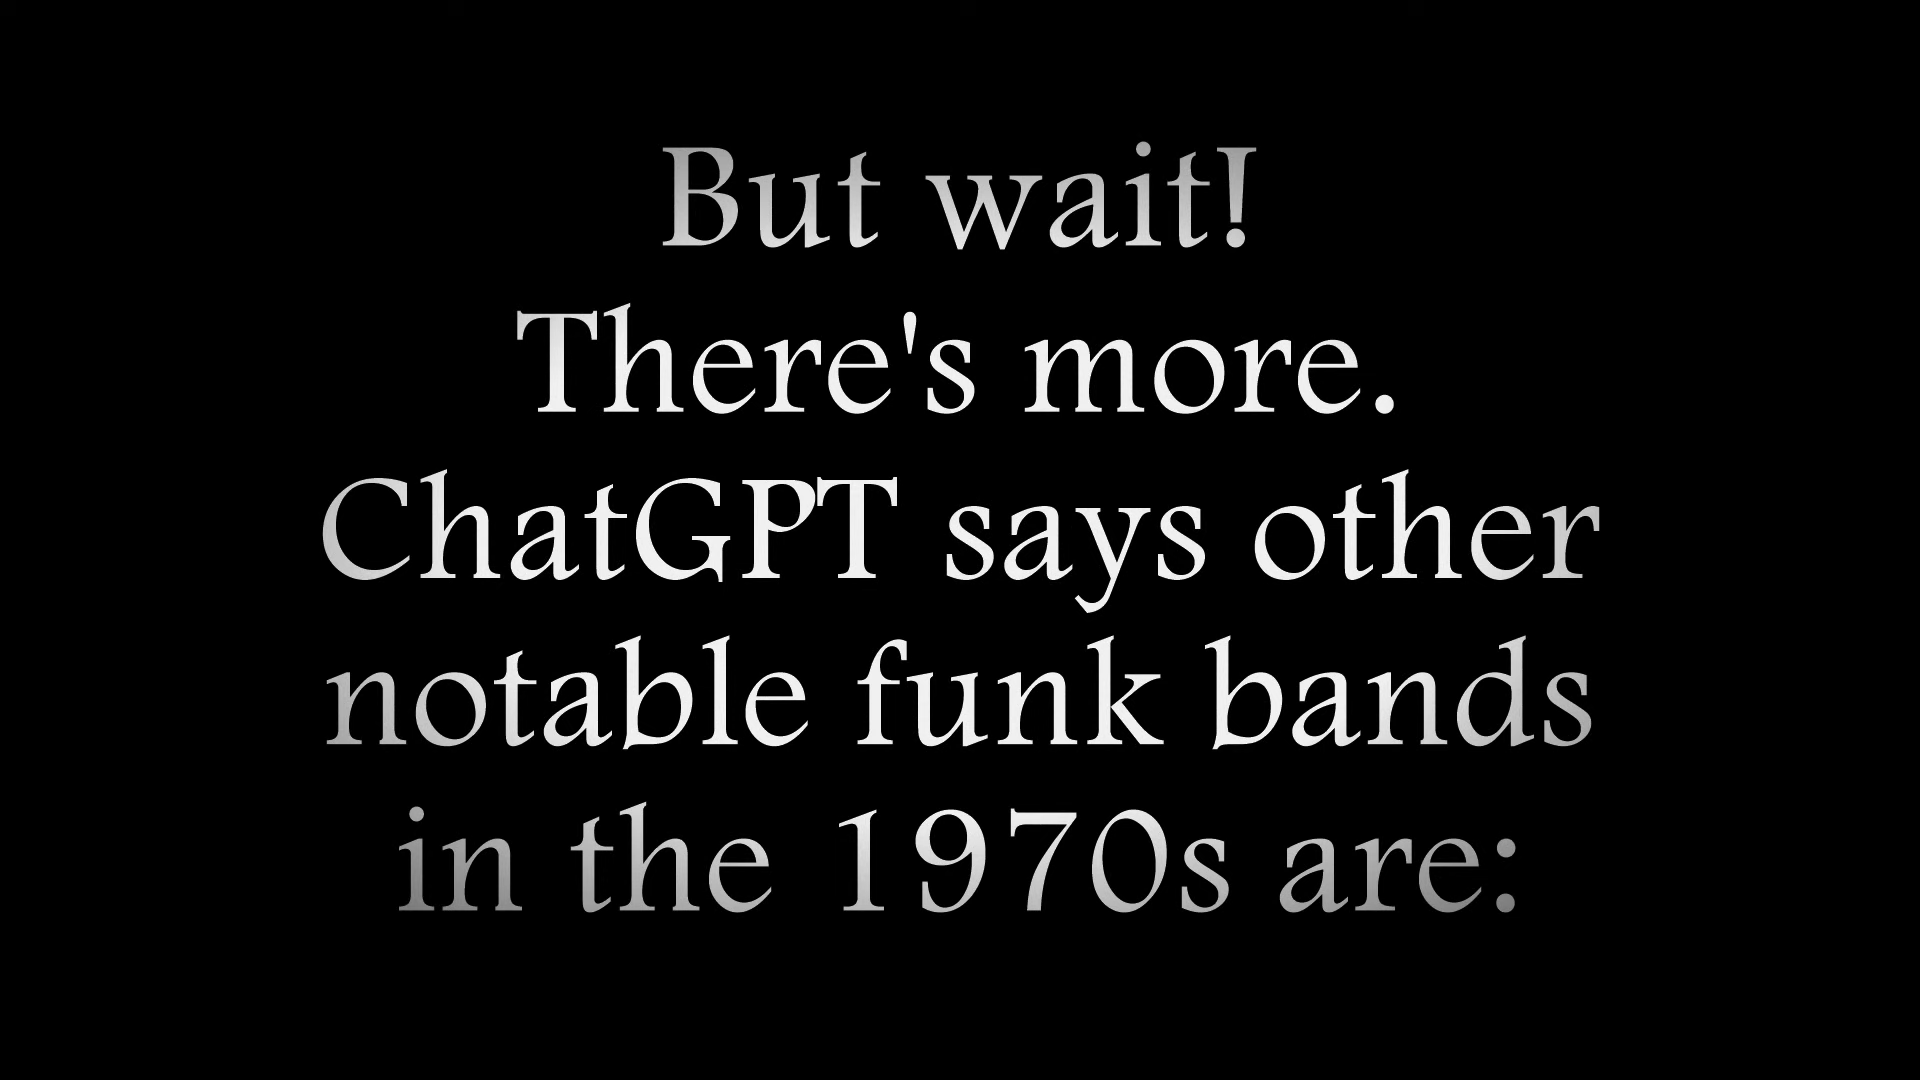 But wait!
There's more.
ChatGPT says other
notable funk bands
in the 1970s are: